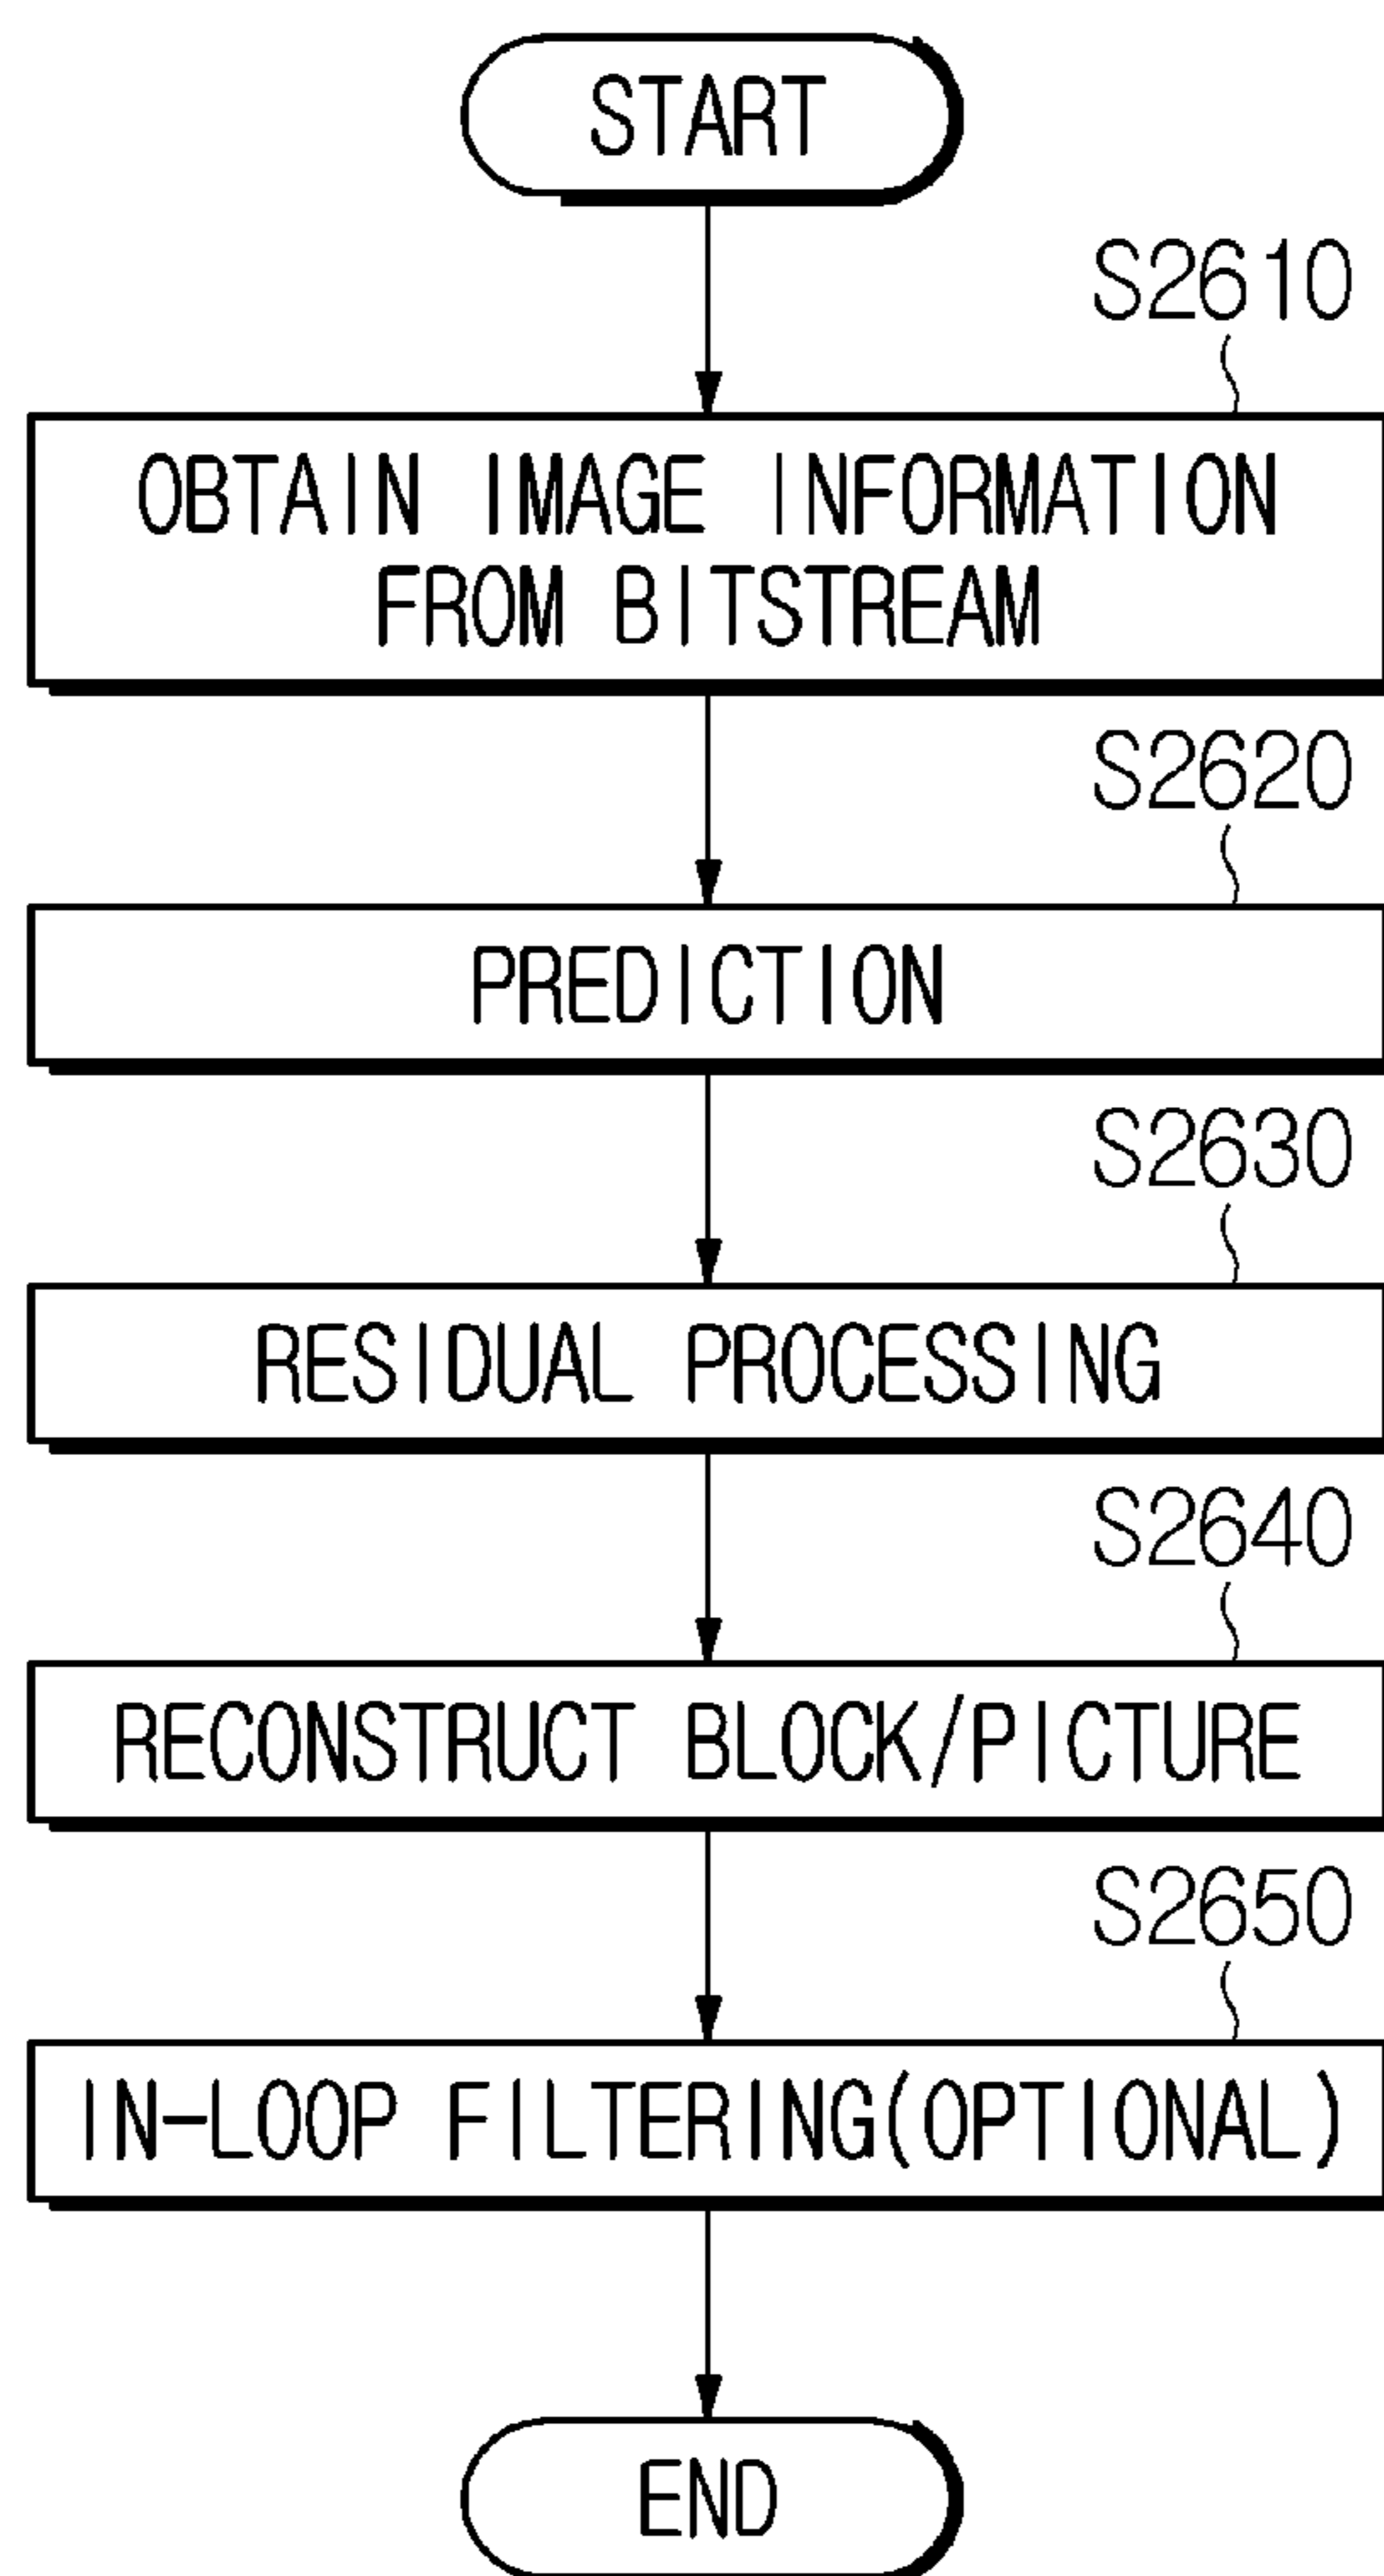 START
S2610
OBTAIN IMAGE INFORMATION
FROM BITSTREAM
S2620
PREDICTION
S2630
RESIDUAL PROCESSING
S2640
RECONSTRUCT BLOCK/PICTURE
S2650
IN-LOOP FILTERING(OPTIONAL)
END